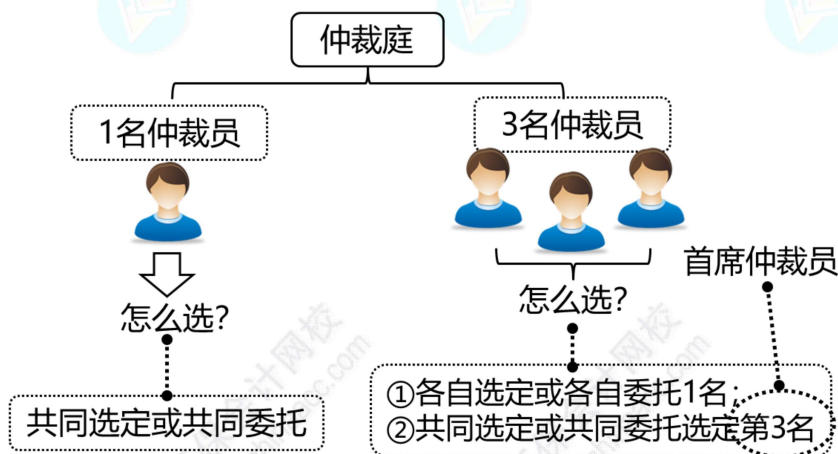 仲裁庭
1名仲裁员
3名仲裁员
首席仲裁员
怎么选?
怎么选?
共同选定或共同委托
①各自选定或各自委托1名;
②共同选定或共同委托选定第3名